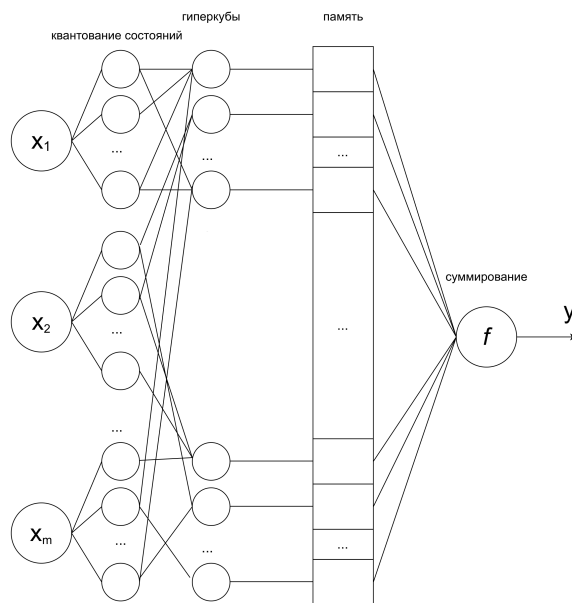 гиперкубы
память
квантование состояний
...
...
...
x₁
...
суммирование
x₂
...
...
f
y
...
xₘ
...
...
...